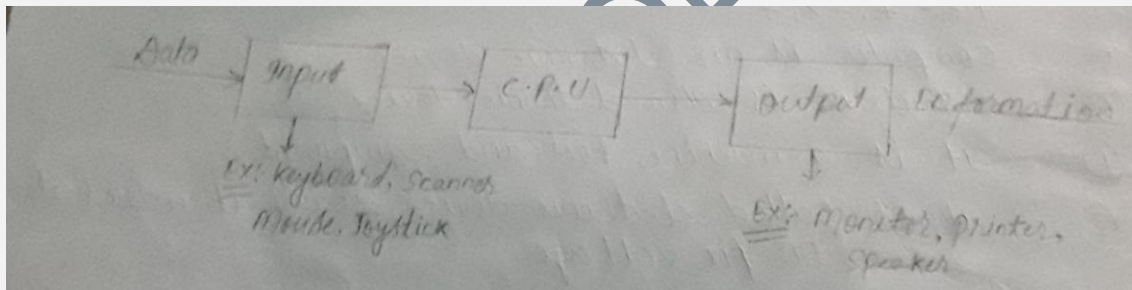 Data
Input
C.P.U
Output
Information
Ex: Keyboard, Scanner
Mouse, Joystick
Ex:- Monitor, printer,
Speaker